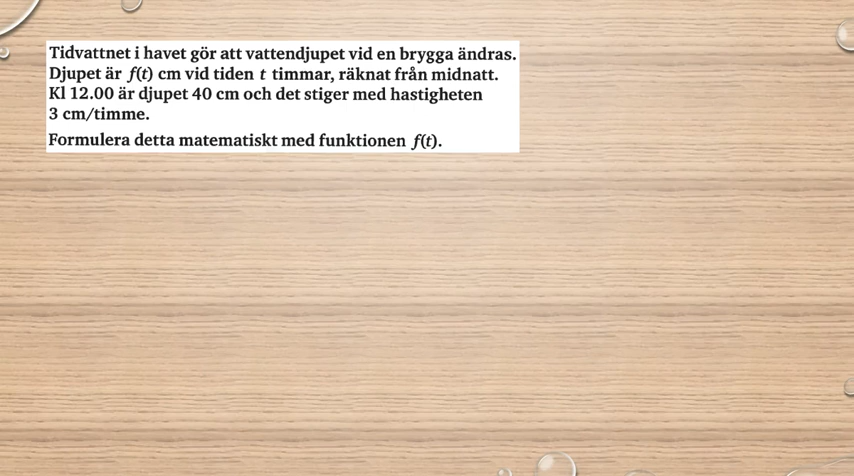 Tidvattnet i havet gör att vattendjupet vid en brygga ändras.
Djupet är f(t) cm vid tiden t timmar, räknat från midnatt.
Kl 12.00 är djupet 40 cm och det stiger med hastigheten
3 cm/timme.
Formulera detta matematiskt med funktionen f(t).